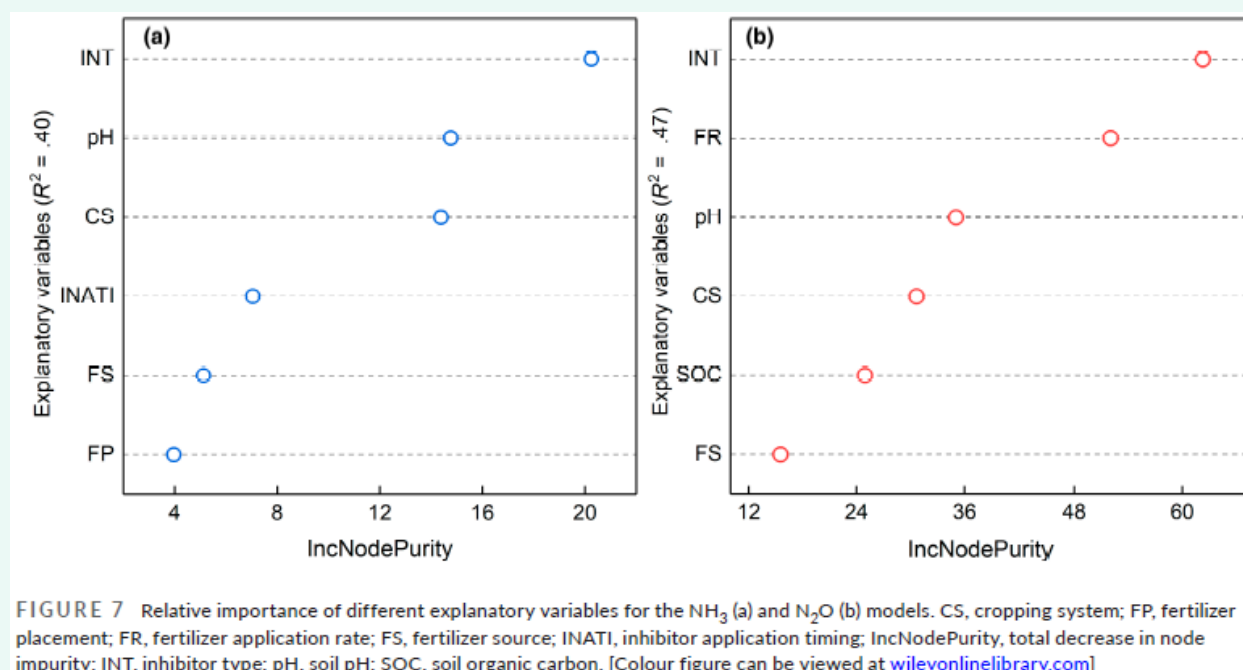 (a)
INT
pH
CS
INATI
FS
FP
Explanatory variables (R² = .40)
4 8 12 16 20
IncNodePurity
(b)
INT
FR
pH
CS
SOC
FS
Explanatory variables (R² = .47)
12 24 36 48 60
IncNodePurity
FIGURE 7 Relative importance of different explanatory variables for the NH₃ (a) and N₂O (b) models. CS, cropping system; FP, fertilizer
placement; FR, fertilizer application rate; FS, fertilizer source; INATI, inhibitor application timing; IncNodePurity, total decrease in node
impurity; INT, inhibitor type; pH, soil pH; SOC, soil organic carbon. [Colour figure can be viewed at wileyonlinelibrary.com]